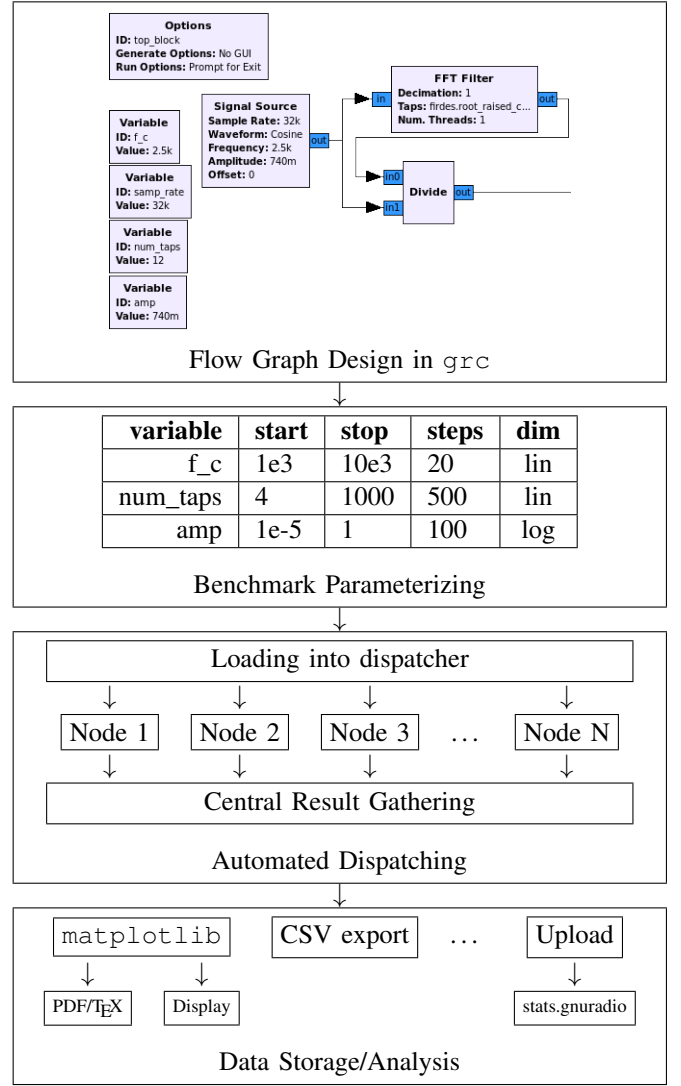 Options
ID: top_block
Generate Options: No GUI
Run Options: Prompt for Exit
Variable
ID: f_c
Value: 2.5k
Variable
ID: samp_rate
Value: 32k
Variable
ID: num_taps
Value: 12
Variable
ID: amp
Value: 740m
Signal Source
Sample Rate: 32k
Waveform: Cosine
Frequency: 2.5k
Amplitude: 740m
Offset: 0
out
in
FFT Filter
Decimation: 1
Taps: firdes.root_raised_c...
Num. Threads: 1
out
in0
in1
Divide
out
Flow Graph Design in grc
variable start stop steps dim
f_c 1e3 10e3 20 lin
num_taps 4 1000 500 lin
amp 1e-5 1 100 log
Benchmark Parameterizing
Loading into dispatcher
Node 1 Node 2 Node 3 ... Node N
Central Result Gathering
Automated Dispatching
matplotlib CSV export ... Upload
PDF/TEX Display stats.gnuradio
Data Storage/Analysis